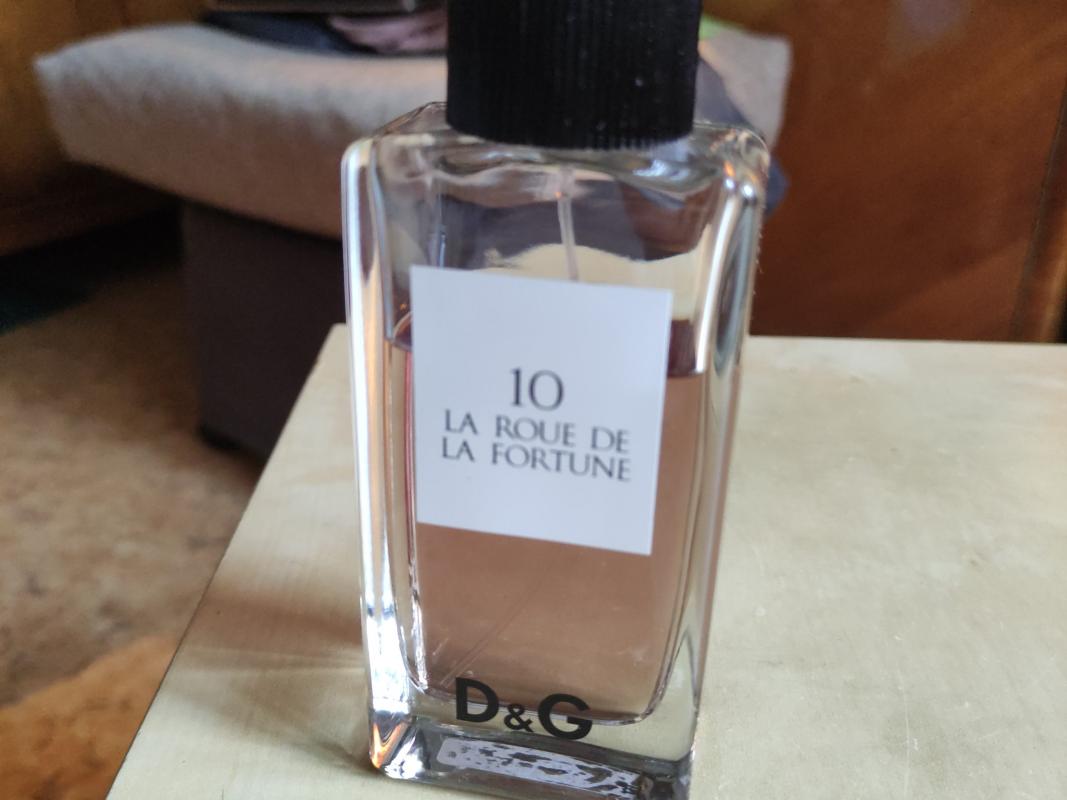 10
LA ROUE DE
LA FORTUNE
D&G